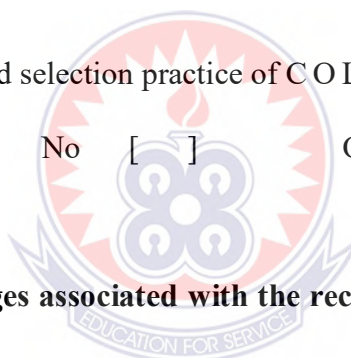 d selection practice of C O L
No [ ]
ges associated with the rec
EDUCATION FOR SERVICE